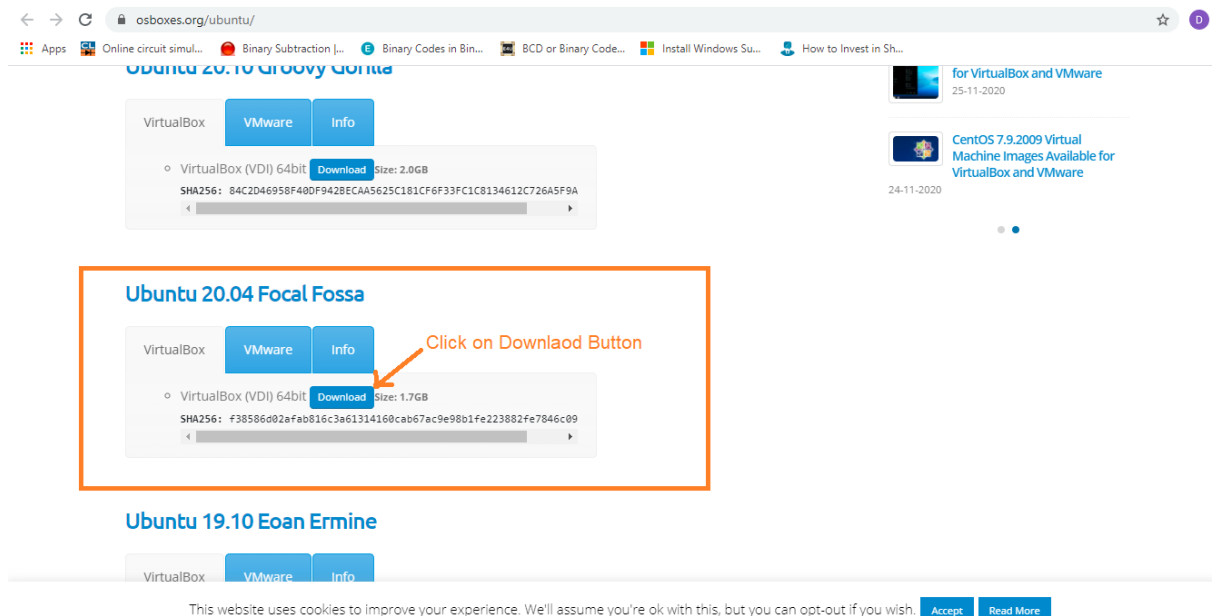 osboxes.org/ubuntu/
D
Apps Online circuit simul... Binary Subtraction |... Binary Codes in Bin... BCD or Binary Code... Install Windows Su... How to Invest in Sh...
Ubuntu 20.10 Groovy Gorilla
VirtualBox VMware Info
VirtualBox (VDI) 64bit Download Size: 2.0GB
SHA256: 84C2D46958F40DF942BECAA5625C181CF6F33FC1C8134612C726A5F9A
for VirtualBox and VMware
25-11-2020
CentOS 7.9.2009 Virtual
Machine Images Available for
VirtualBox and VMware
24-11-2020
Ubuntu 20.04 Focal Fossa
VirtualBox VMware Info
Click on Downlaod Button
VirtualBox (VDI) 64bit Download Size: 1.7GB
SHA256: f38586d02afab816c3a61314160cab67ac9e98b1fe223882fe7846c09
Ubuntu 19.10 Eoan Ermine
VirtualBox VMware Info
This website uses cookies to improve your experience. We'll assume you're ok with this, but you can opt-out if you wish. Accept Read More